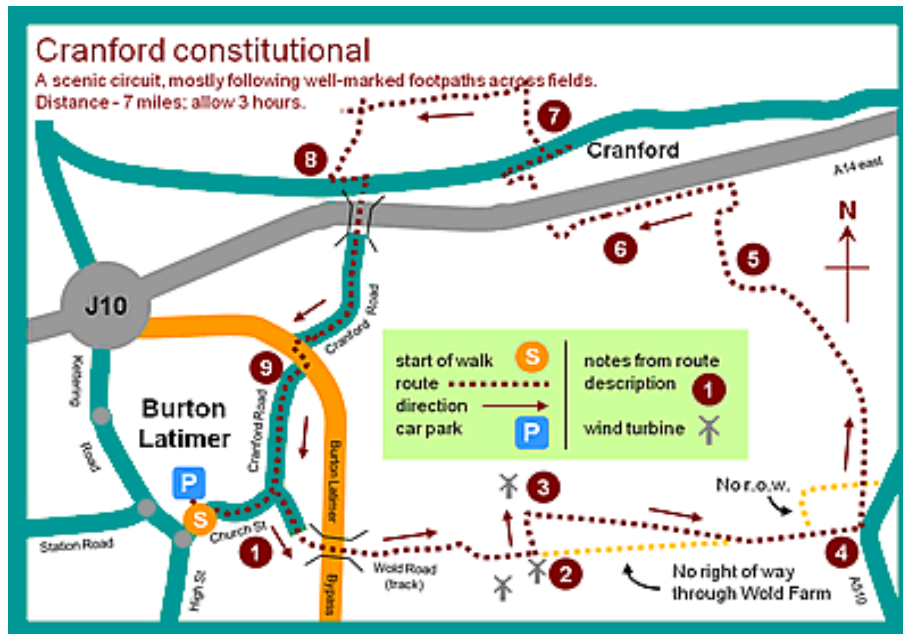 Cranford constitutional
A scenic circuit, mostly following well-marked footpaths across fields.
Distance - 7 miles; allow 3 hours.
7
8
Cranford
A14 east
N
6
5
J10
Cranford Road
start of walk S
route
direction
car park P
notes from route
description 1
wind turbine
9
Kettering
Road
Burton
Latimer
Cranford Road
Burton Latimer
Bypass
P
S
Church St
1
Station Road
High St
Wold Road
(track)
3
2
No r.o.w.
4
No right of way
through Wold Farm
A510